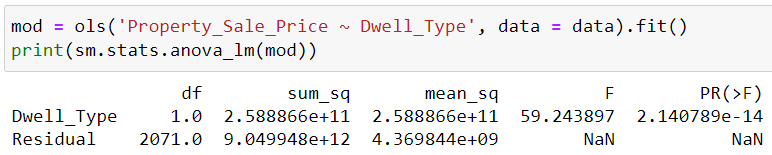 mod = ols('Property_Sale_Price ~ Dwell_Type', data = data).fit()
print(sm.stats.anova_lm(mod))
df sum_sq mean_sq F PR(>F)
Dwell_Type 1.0 2.588866e+11 2.588866e+11 59.243897 2.140789e-14
Residual 2071.0 9.049948e+12 4.369844e+09 NaN NaN